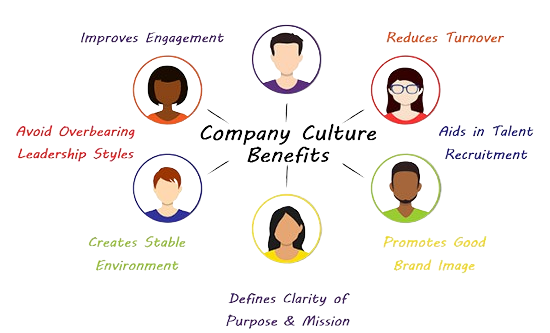 Improves Engagement
Reduces Turnover
Avoid Overbearing
Leadership Styles
Company Culture
Benefits
Aids in Talent
Recruitment
Creates Stable
Environment
Promotes Good
Brand Image
Defines Clarity of
Purpose & Mission